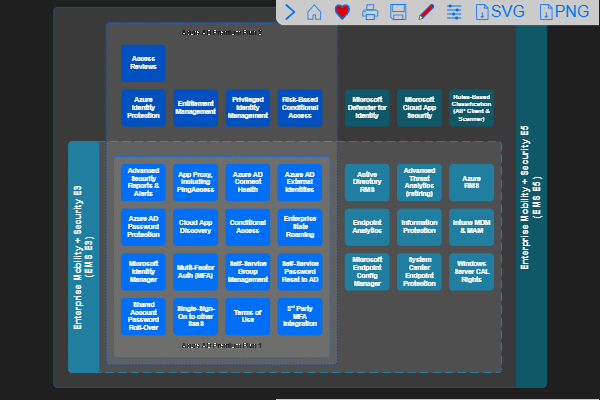 SVG
PNG
Access
Reviews
Azure
Identity
Protection
Entitlement
Management
Privileged
Identity
Management
Risk-Based
Conditional
Access
Microsoft
Defender for
Identity
Microsoft
Cloud App
Security
Rules-Based
Classification
(AIP Client &
Scanner)
Enterprise Mobility + Security E5
(EMS E5)
Enterprise Mobility + Security E3
(EMS E3)
Advanced
Security
Reports &
Alerts
App Proxy,
Including
PingAccess
Azure AD
Connect
Health
Azure AD
External
Identities
Active
Directory
RMS
Advanced
Threat
Analytics
(retiring)
Azure
RMS
Azure AD
Password
Protection
Cloud App
Discovery
Conditional
Access
Enterprise
State
Roaming
Endpoint
Analytics
Information
Protection
Intune MDM
& MAM
Microsoft
Identity
Manager
Multi-Factor
Auth (MFA)
Self-Service
Group
Management
Self-Service
Password
Reset in AD
Microsoft
Endpoint
Config
Manager
System
Center
Endpoint
Protection
Windows
Server CAL
Rights
Shared
Account
Password
Roll-Over
Single-Sign-
On to other
SaaS
Terms of
Use
3rd Party
MFA
Integration